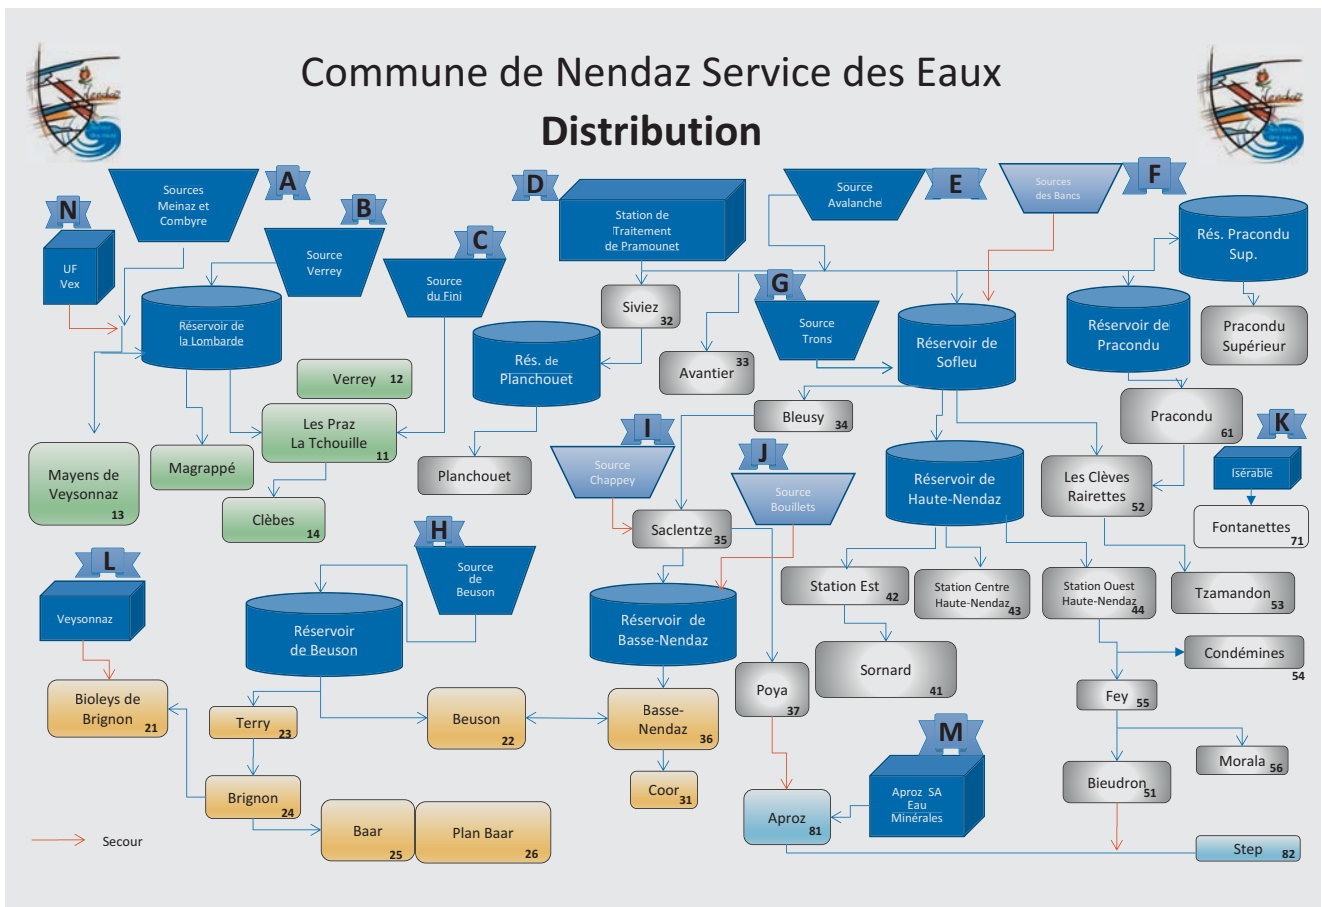 Commune de Nendaz Service des Eaux
Distribution
Nendaz
Nendaz
A
B
C
D
E
F
N
Sources
Meinaz et
Combyre
Source
Verrey
Source
du Fini
Station de
Traitement
de Pramounet
Source
Avalanche
Sources
des Bancs
Rés. Pracondu
Sup.
UF
Vex
Réservoir de
la Lombarde
Siviez
32
G
Source
Trons
Réservoir de
Sofleu
Réservoir de
Pracondu
Pracondu
Supérieur
Rés. de
Planchouet
Avantier
33
Verrey 12
Les Praz
La Tchouille
11
Bleusy
34
Pracondu
61
K
Isérable
Fontanettes
71
Mayens de
Veysonnaz
13
Magrappé
Clèbes
14
Planchouet
I
Source
Chappey
J
Source
Bouillets
Saclentze
35
Réservoir de
Haute-Nendaz
Les Clèves
Rairettes
52
H
Source
de
Beuson
L
Veysonnaz
Réservoir
de Beuson
Réservoir de
Basse-Nendaz
Station Est
42
Station Centre
Haute-Nendaz
43
Station Ouest
Haute-Nendaz
44
Tzamandon
53
Sornard
41
Condémines
54
Bioleys de
Brignon
21
Terry
23
Beuson
22
Basse-
Nendaz
36
Poya
37
Fey
55
Morala
56
Brignon
24
Coor
31
M
Aproz SA
Eau
Minérales
Bieudron
51
Aproz
81
Baar
25
Plan Baar
26
Step 82
Secour